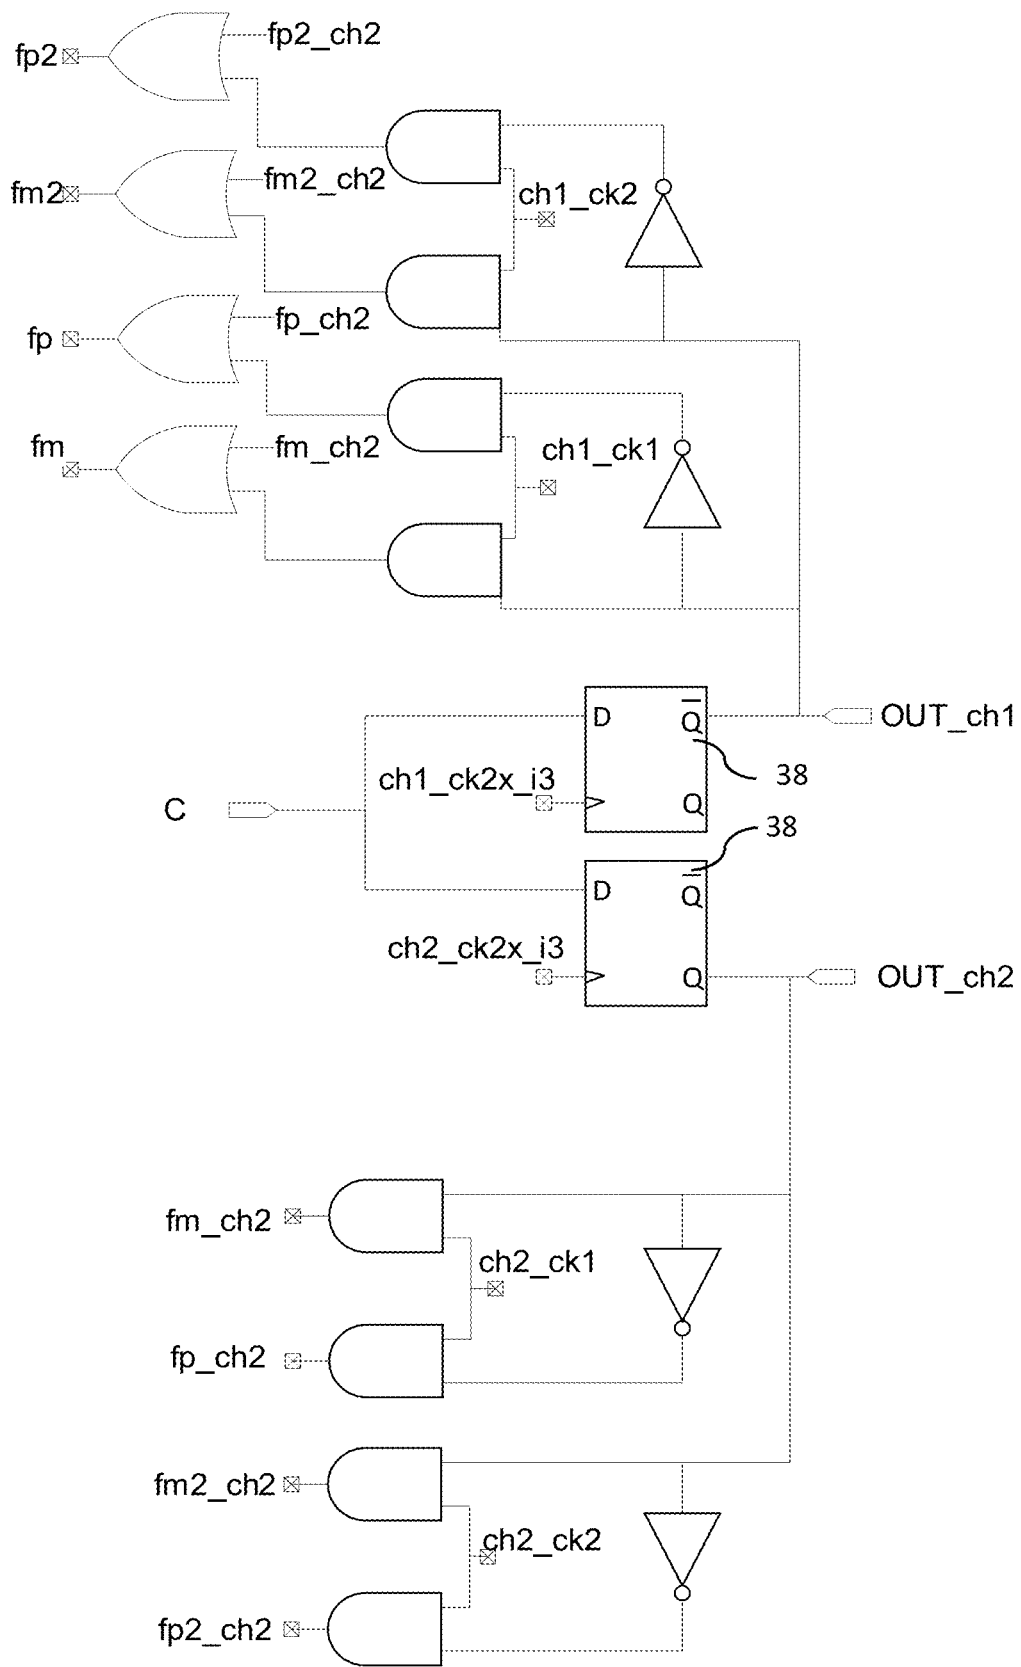 fp2
fp2_ch2
fm2
fm2_ch2
ch1_ck2
fp
fp_ch2
fm
fm_ch2
ch1_ck1
D
Q
OUT_ch1
38
ch1_ck2x_i3
Q
C
38
D
Q
ch2_ck2x_i3
Q
OUT_ch2
fm_ch2
ch2_ck1
fp_ch2
fm2_ch2
ch2_ck2
fp2_ch2